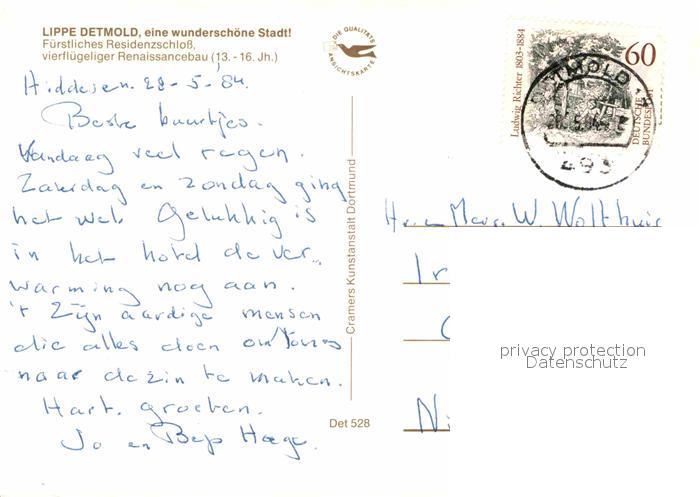 LIPPE DETMOLD, eine wunderschöne Stadt!
Fürstliches Residenzschloß,
vierflügeliger Renaissancebau (13. - 16. Jh.)
DIE QUALITÄTS
ANSICHTSKARTE
Hiddesen. 28-5-'84.
Beste buurtjes.
Vandaag veel regen.
Zaterdag en zondag ging
het wel. Gelukkig is
in het hotel de ver-
warming nog aan.
't Zijn aardige mensen
die alles doen om 't ons
naar de zin te maken.
Hart. groeten.
Jo en Bep Hage.
Cramers Kunstanstalt Dortmund
Det 528
Ludwig Richter 1803-1884
60
DEUTSCHE
BUNDESPOST
DETMOLD
493
Hr. en Mevr. W. Wolthuis
Ir
Ni
privacy protection
Datenschutz